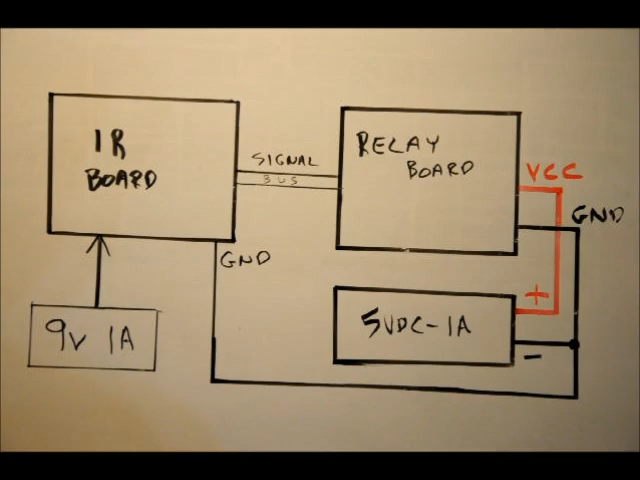 IR
BOARD
SIGNAL
BUS
RELAY
BOARD
VCC
GND
GND
+
5VDC-1A
-
9V 1A